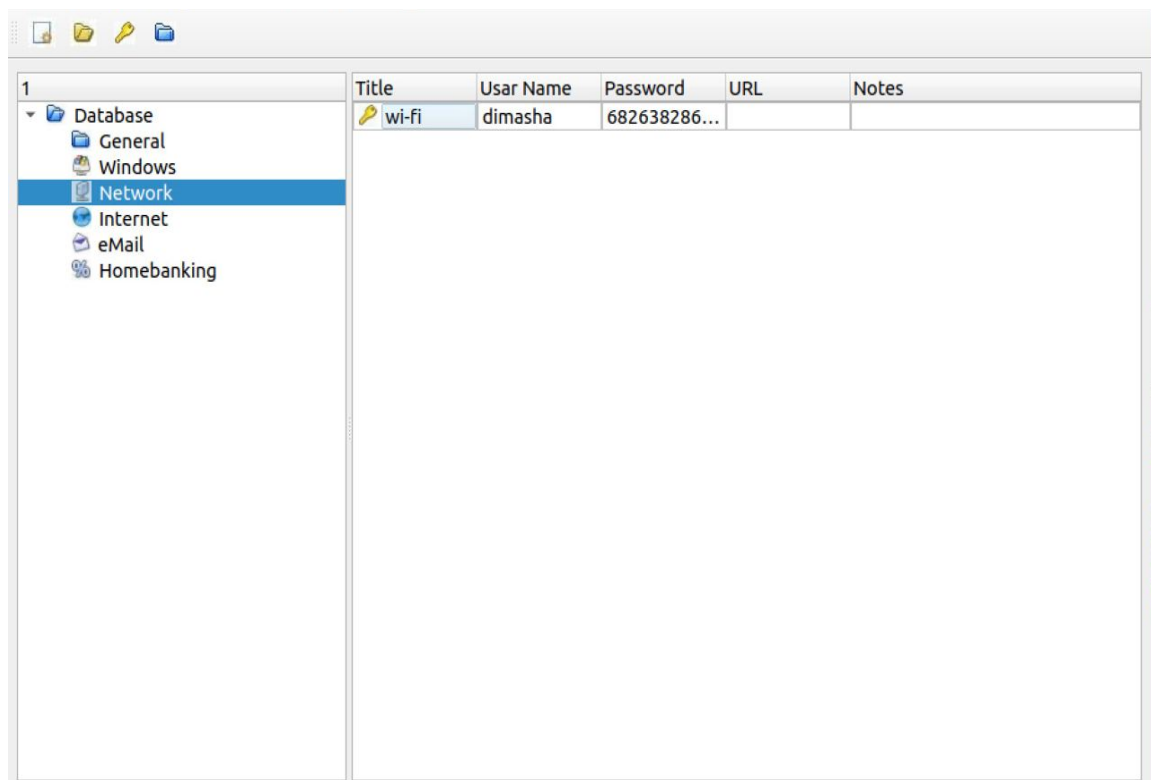 1
Database
General
Windows
Network
Internet
eMail
Homebanking
Title Usar Name Password URL Notes
wi-fi dimasha 682638286...